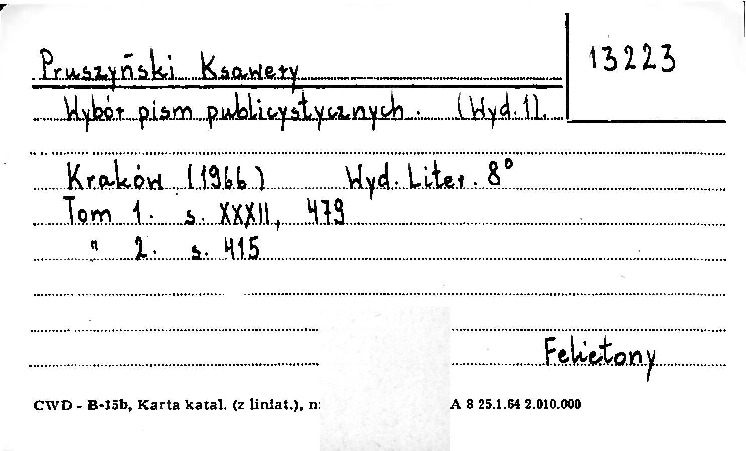 Pruszyński Ksawery
13223
Wybór pism publicystycznych. (Wyd. 1).
Kraków (1966) Wyd. Liter. 8°
Tom 1. s. XXXII, 479
" 2. s. 415
Felietony
CWD - B-15b, Karta katal. (z liniat.), n: A 8 25.1.64 2.010.000